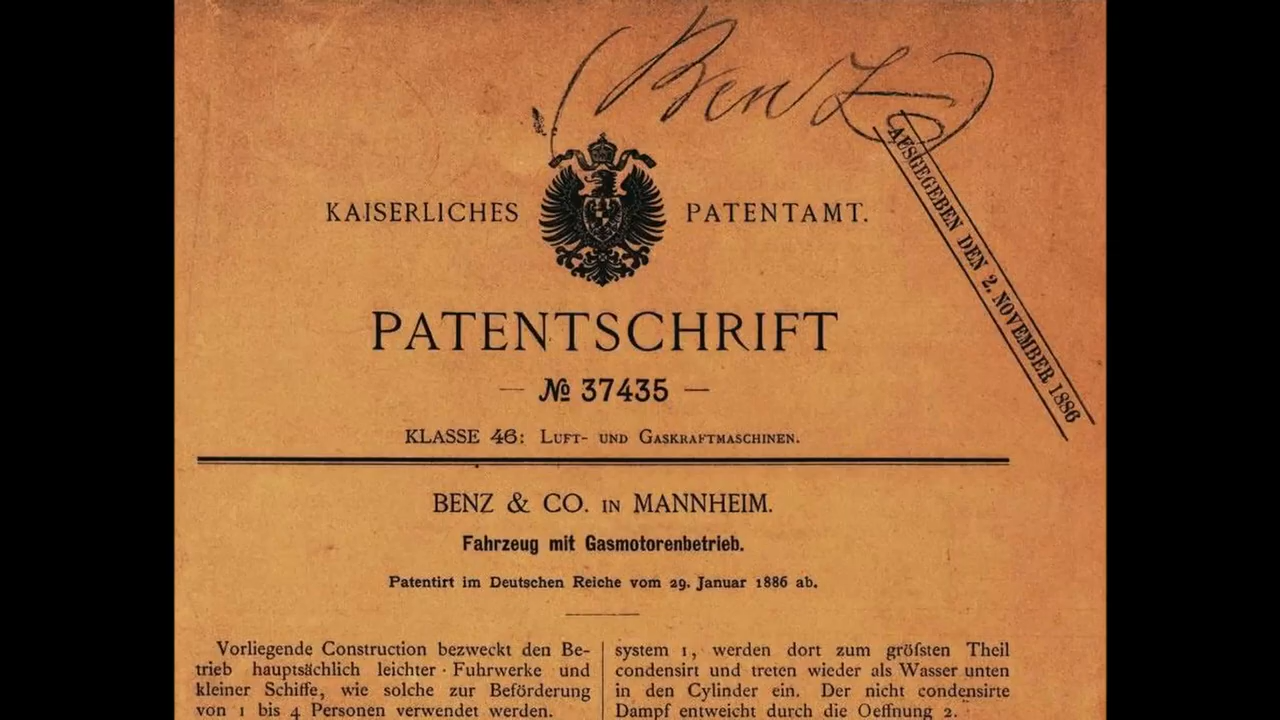 Benz
AUSGEGEBEN DEN 2. NOVEMBER 1886
KAISERLICHES PATENTAMT.
PATENTSCHRIFT
— № 37435 —
KLASSE 46: LUFT- UND GASKRAFTMASCHINEN.
BENZ & CO. IN MANNHEIM.
Fahrzeug mit Gasmotorenbetrieb.
Patentirt im Deutschen Reiche vom 29. Januar 1886 ab.
Vorliegende Construction bezweckt den Be-
trieb hauptsächlich leichter Fuhrwerke und
kleiner Schiffe, wie solche zur Beförderung
von 1 bis 4 Personen verwendet werden.
system 1, werden dort zum größten Theil
condensirt und treten wieder als Wasser unten
in den Cylinder ein. Der nicht condensirte
Dampf entweicht durch die Oeffnung 2.